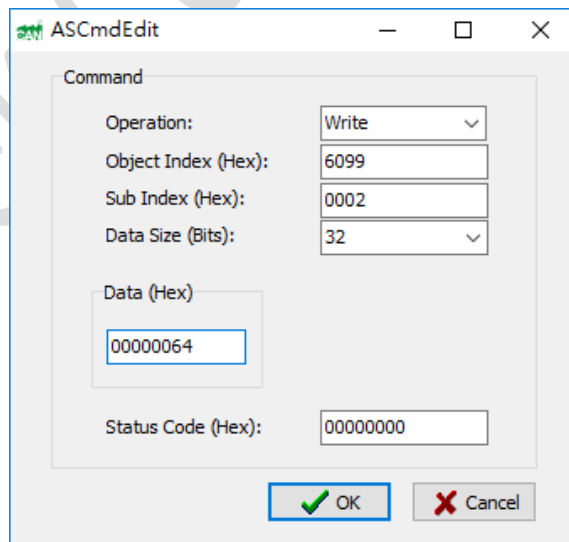 ASCmdEdit
Command
Operation: Write
Object Index (Hex): 6099
Sub Index (Hex): 0002
Data Size (Bits): 32
Data (Hex)
00000064
Status Code (Hex): 00000000
OK Cancel